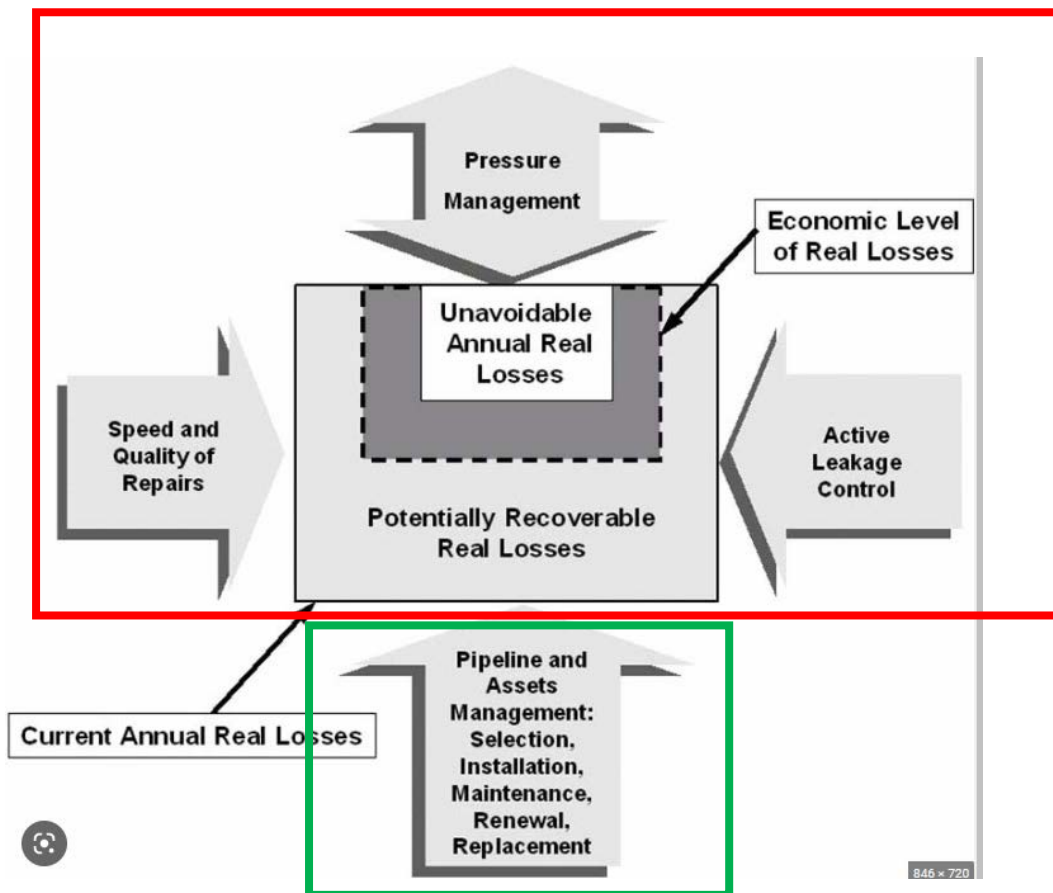 Pressure
Management
Economic Level
of Real Losses
Unavoidable
Annual Real
Losses
Speed and
Quality of
Repairs
Active
Leakage
Control
Potentially Recoverable
Real Losses
Pipeline and
Assets
Management:
Selection,
Installation,
Maintenance,
Renewal,
Replacement
Current Annual Real Losses
846 × 720